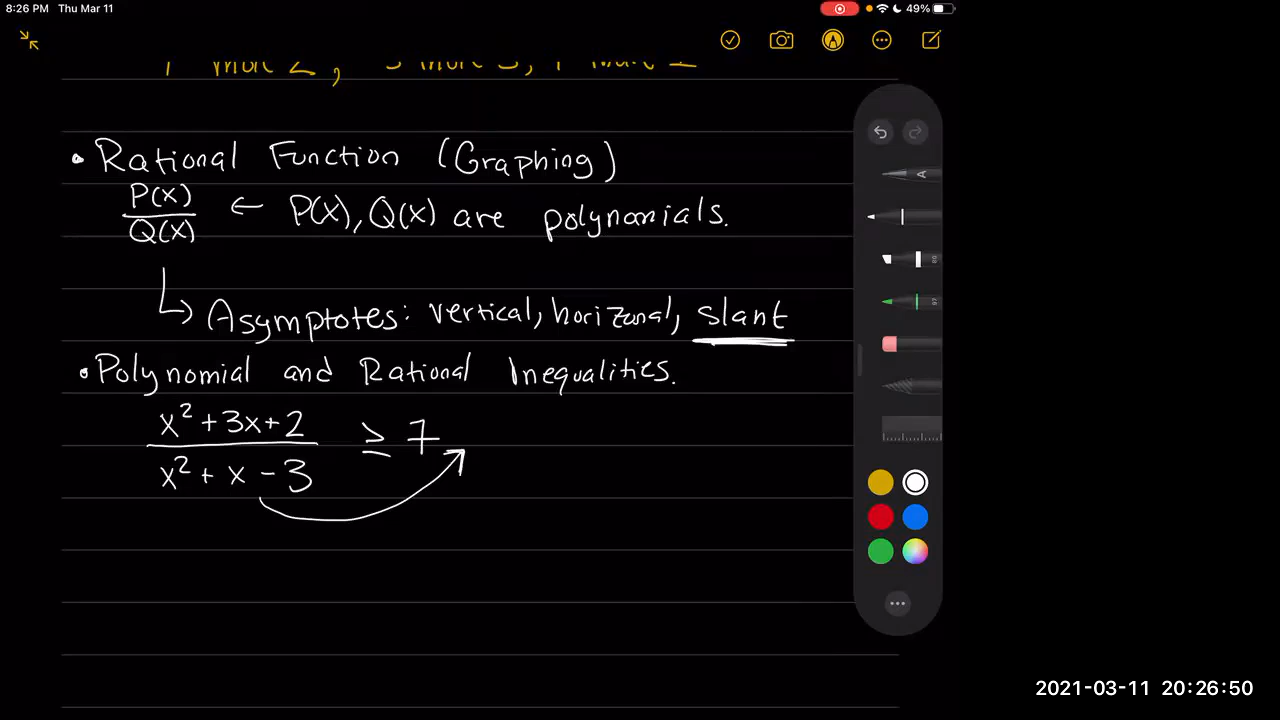 8:26 PM Thu Mar 11
49%
• Rational Function (Graphing)
P(x)/Q(x) ← P(x), Q(x) are polynomials.
↳ Asymptotes: vertical, horizonal, slant
• Polynomial and Rational Inequalities.
x² + 3x + 2
x² + x - 3
≥ 7
2021-03-11 20:26:50